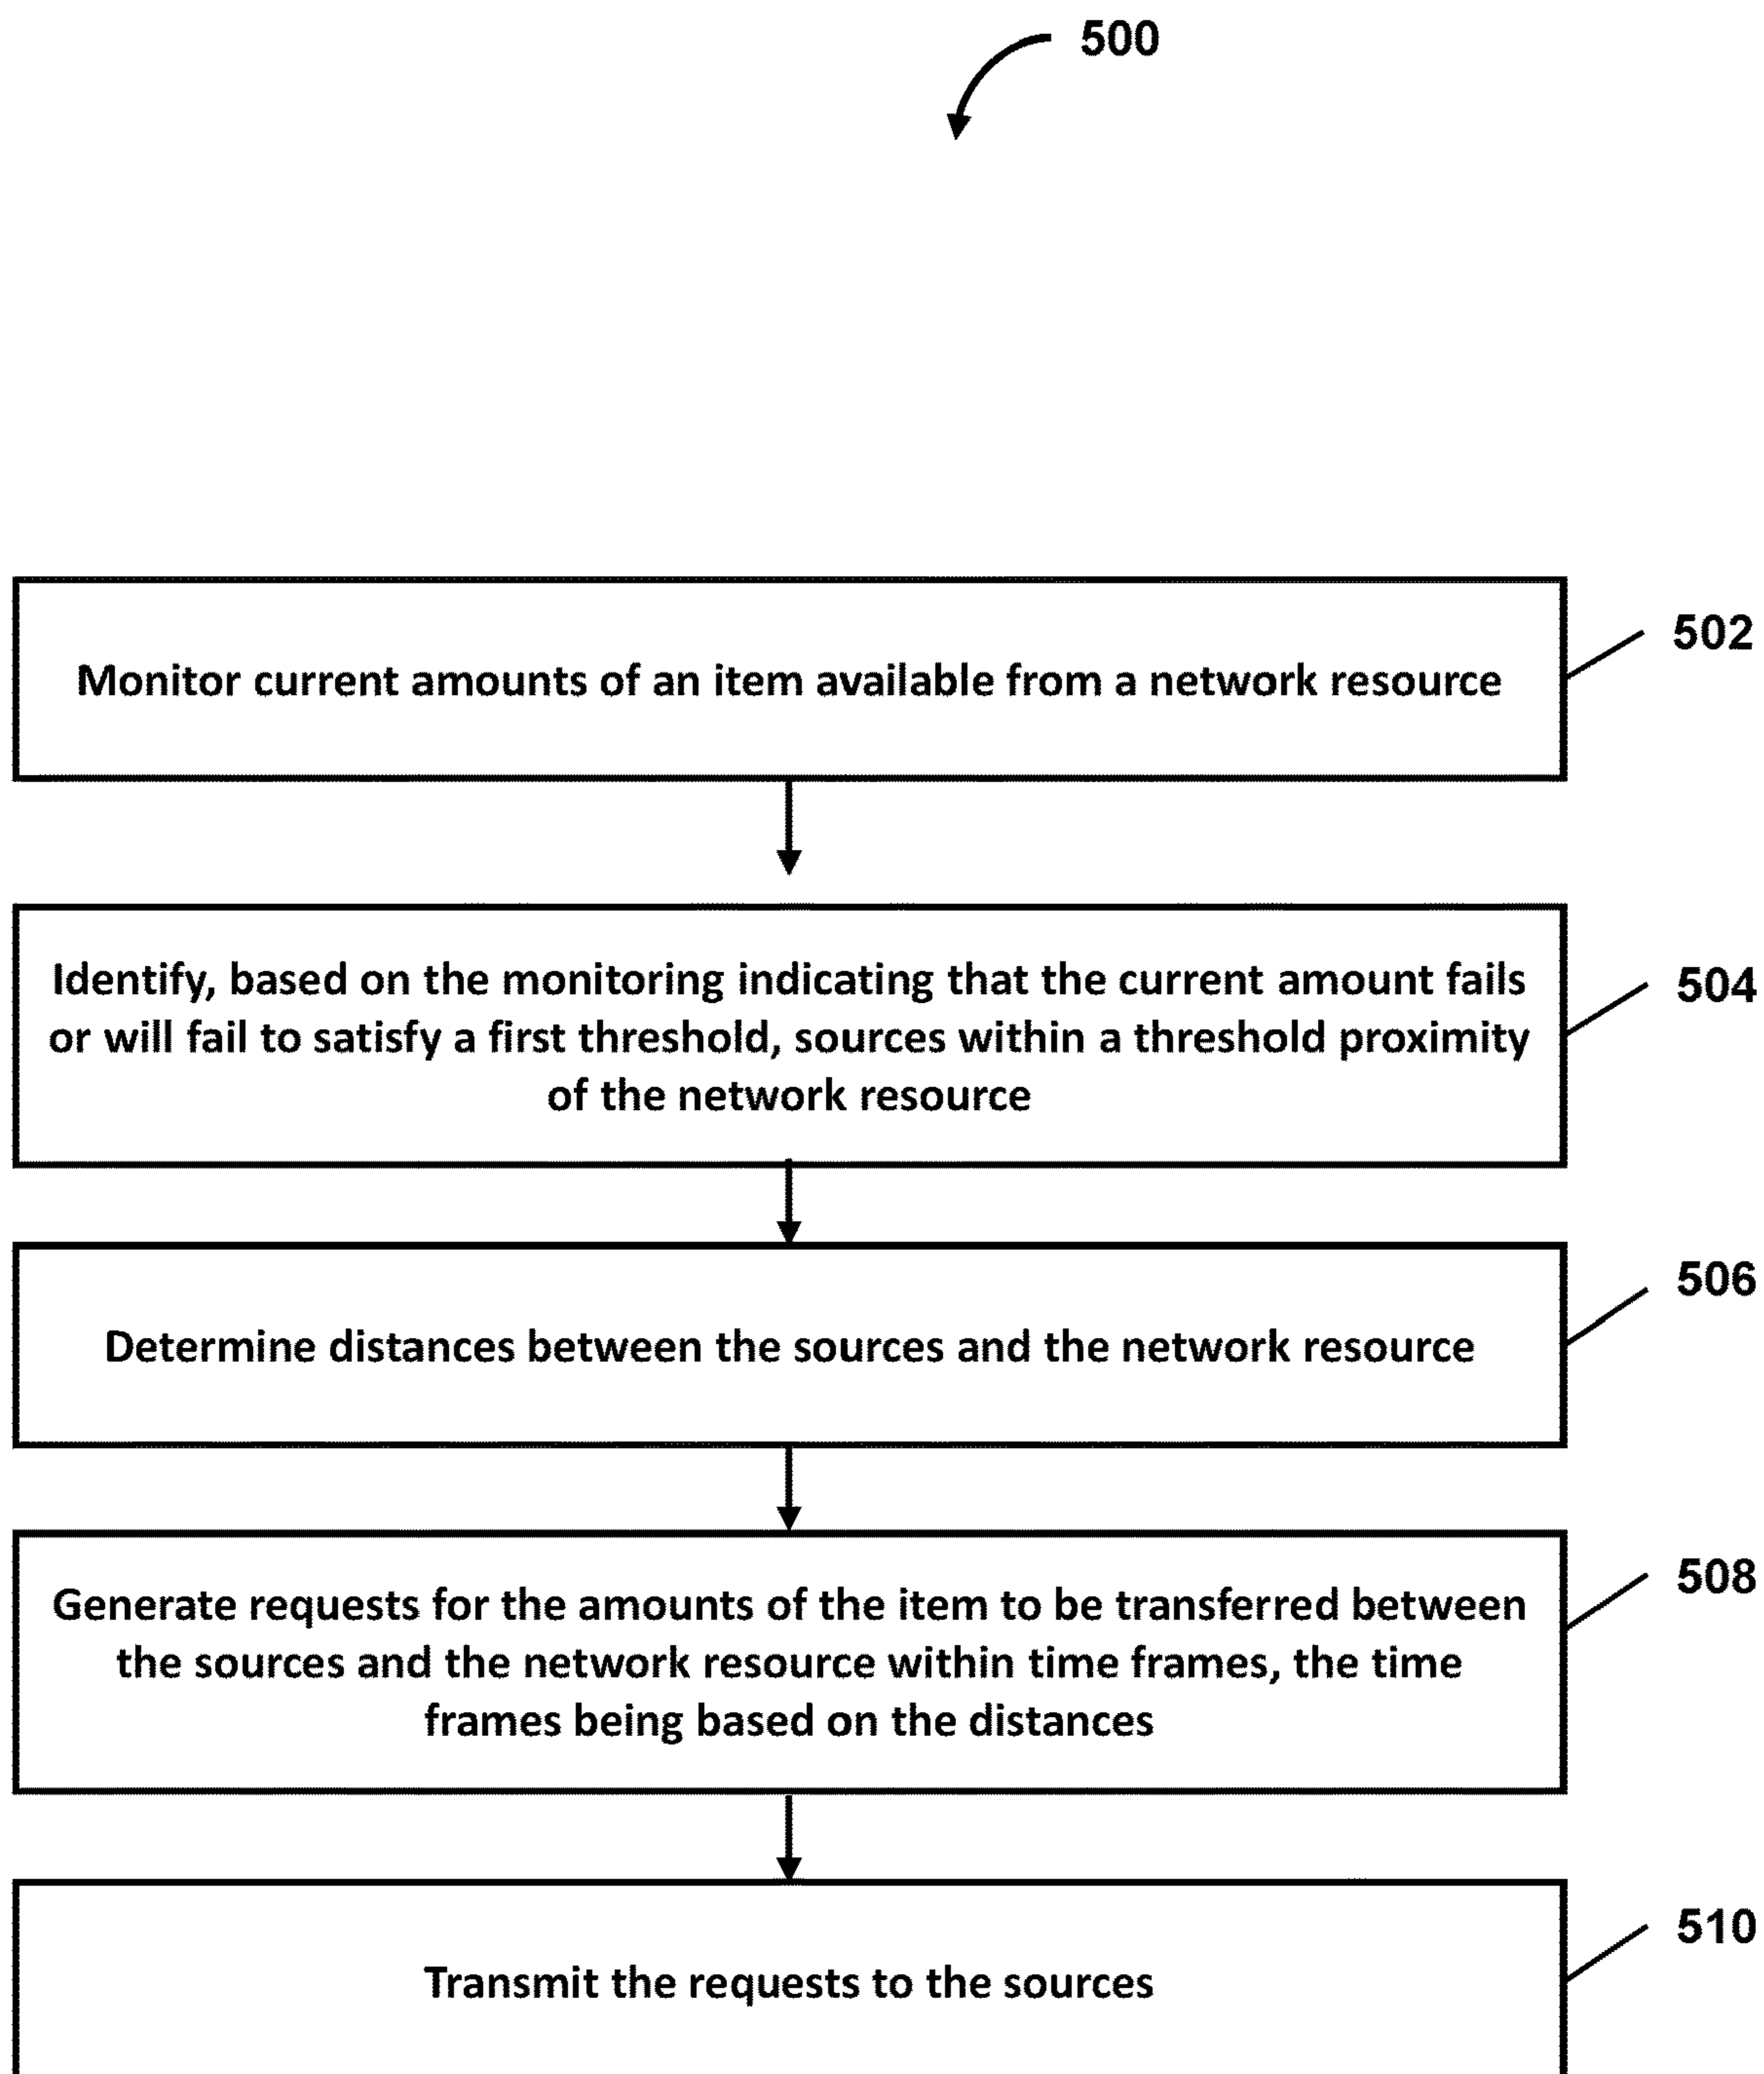 500
Monitor current amounts of an item available from a network resource
502
Identify, based on the monitoring indicating that the current amount fails
or will fail to satisfy a first threshold, sources within a threshold proximity
of the network resource
504
Determine distances between the sources and the network resource
506
Generate requests for the amounts of the item to be transferred between
the sources and the network resource within time frames, the time
frames being based on the distances
508
Transmit the requests to the sources
510